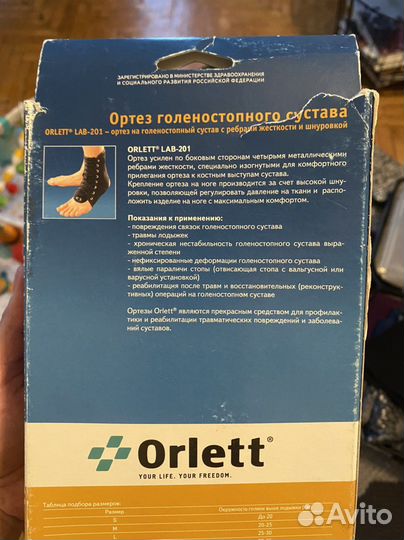 ЗАРЕГИСТРИРОВАНО В МИНИСТЕРСТВЕ ЗДРАВООХРАНЕНИЯ
И СОЦИАЛЬНОГО РАЗВИТИЯ РОССИЙСКОЙ ФЕДЕРАЦИИ
Ортез голеностопного сустава
ORLETT® LAB-201 – ортез на голеностопный сустав с ребрами жесткости и шнуровкой
ORLETT® LAB-201
Ортез усилен по боковым сторонам четырьмя металлическими
ребрами жесткости, специально изогнутыми для комфортного
прилегания ортеза к костным выступам сустава.
Крепление ортеза на ноге производится за счет высокой шну-
ровки, позволяющей регулировать давление на ткани и распо-
ложить изделие на ноге с максимальным комфортом.
Показания к применению:
- повреждения связок голеностопного сустава
- травмы лодыжек
- хроническая нестабильность голеностопного сустава выра-
женной степени
- нефиксированные деформации голеностопного сустава
- вялые параличи стопы (отвисающая стопа с вальгусной или
варусной установкой)
- реабилитация после травм и восстановительных (реконструк-
тивных) операций на голеностопном суставе
Ортезы Orlett® являются прекрасным средством для профилак-
тики и реабилитации травматических повреждений и заболева-
ний суставов.
Orlett®
YOUR LIFE. YOUR FREEDOM.
Таблица подбора размеров:
Размер Окружность голени выше лодыжки
S До 20
M 20-25
L 25-30
Avito